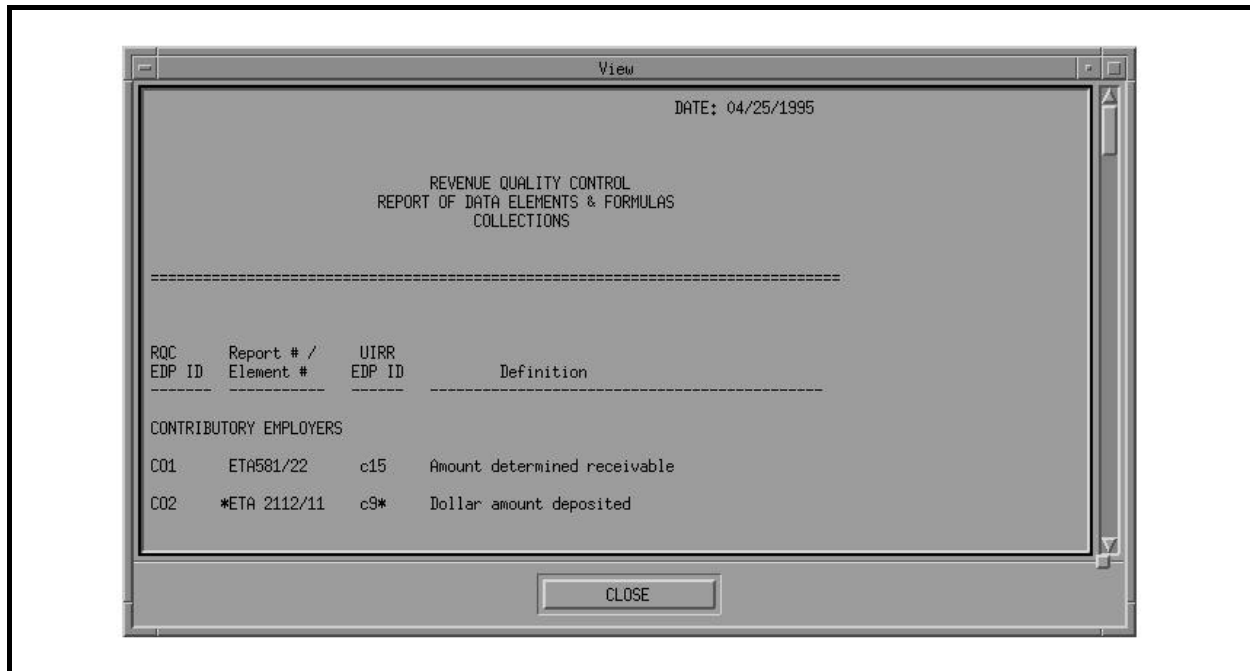 View
DATE: 04/25/1995
REVENUE QUALITY CONTROL
REPORT OF DATA ELEMENTS & FORMULAS
COLLECTIONS
===============================================================================
RQC Report # / UIRR
EDP ID Element # EDP ID Definition
------- ----------- ------ ---------------------------------------------
CONTRIBUTORY EMPLOYERS
CO1 ETA581/22 c15 Amount determined receivable
CO2 *ETA 2112/11 c9* Dollar amount deposited
CLOSE